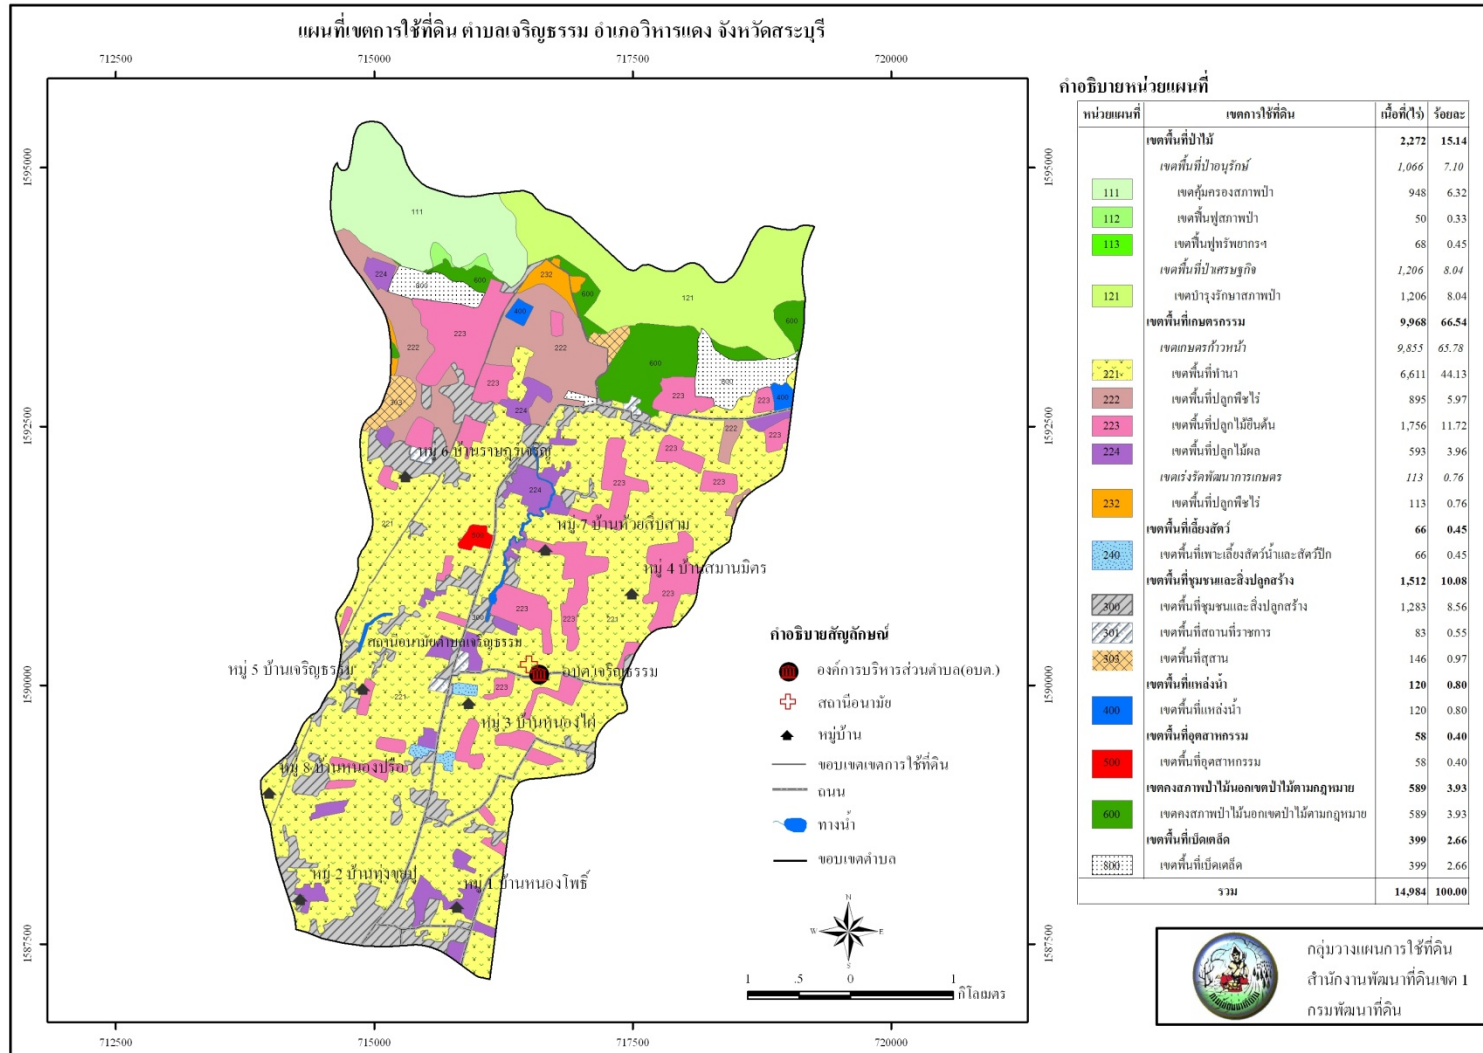 แผนที่เขตการใช้ที่ดิน ตำบลเจริญธรรม อำเภอวิหารแดง จังหวัดสระบุรี
712500 715000 717500 720000
1595000
1592500
1590000
1587500
1595000
1592500
1590000
1587500
111
121
224
600
600
232
600
600
400
223
222
222
600
800
600
303
223
223
223
400
224
222
223
223
223
223
หมู่ 6 บ้านราษฎร์เจริญ
224
221
500
หมู่ 7 บ้านห้วยสิบสาม
หมู่ 4 บ้านสมานมิตร
223
223
300
221
สถานีอนามัยตำบลเจริญธรรม
หมู่ 5 บ้านเจริญธรรม
อบต.เจริญธรรม
221
223
หมู่ 3 บ้านหนองไผ่
หมู่ 8 บ้านหนองปรือ
หมู่ 2 บ้านทุ่งชมปู
หมู่ 1 บ้านหนองโพธิ์
คำอธิบายสัญลักษณ์
องค์การบริหารส่วนตำบล(อบต.)
สถานีอนามัย
หมู่บ้าน
ขอบเขตเขตการใช้ที่ดิน
ถนน
ทางน้ำ
ขอบเขตตำบล
N
W E
S
1 .5 0 1
กิโลเมตร
712500 715000 717500 720000
คำอธิบายหน่วยแผนที่
หน่วยแผนที่ เขตการใช้ที่ดิน เนื้อที่(ไร่) ร้อยละ
เขตพื้นที่ป่าไม้ 2,272 15.14
เขตพื้นที่ป่าอนุรักษ์ 1,066 7.10
111 เขตคุ้มครองสภาพป่า 948 6.32
112 เขตฟื้นฟูสภาพป่า 50 0.33
113 เขตฟื้นฟูทรัพยากรฯ 68 0.45
เขตพื้นที่ป่าเศรษฐกิจ 1,206 8.04
121 เขตบำรุงรักษาสภาพป่า 1,206 8.04
เขตพื้นที่เกษตรกรรม 9,968 66.54
เขตเกษตรก้าวหน้า 9,855 65.78
221 เขตพื้นที่ทำนา 6,611 44.13
222 เขตพื้นที่ปลูกพืชไร่ 895 5.97
223 เขตพื้นที่ปลูกไม้ยืนต้น 1,756 11.72
224 เขตพื้นที่ปลูกไม้ผล 593 3.96
เขตเร่งรัดพัฒนาการเกษตร 113 0.76
232 เขตพื้นที่ปลูกพืชไร่ 113 0.76
เขตพื้นที่เลี้ยงสัตว์ 66 0.45
240 เขตพื้นที่เพาะเลี้ยงสัตว์น้ำและสัตว์ปีก 66 0.45
เขตพื้นที่ชุมชนและสิ่งปลูกสร้าง 1,512 10.08
300 เขตพื้นที่ชุมชนและสิ่งปลูกสร้าง 1,283 8.56
301 เขตพื้นที่สถานที่ราชการ 83 0.55
303 เขตพื้นที่สุสาน 146 0.97
เขตพื้นที่แหล่งน้ำ 120 0.80
400 เขตพื้นที่แหล่งน้ำ 120 0.80
เขตพื้นที่อุตสาหกรรม 58 0.40
500 เขตพื้นที่อุตสาหกรรม 58 0.40
เขตคงสภาพป่าไม้นอกเขตป่าไม้ตามกฎหมาย 589 3.93
600 เขตคงสภาพป่าไม้นอกเขตป่าไม้ตามกฎหมาย 589 3.93
เขตพื้นที่เบ็ดเตล็ด 399 2.66
800 เขตพื้นที่เบ็ดเตล็ด 399 2.66
รวม 14,984 100.00
กลุ่มวางแผนการใช้ที่ดิน
สำนักงานพัฒนาที่ดินเขต 1
กรมพัฒนาที่ดิน